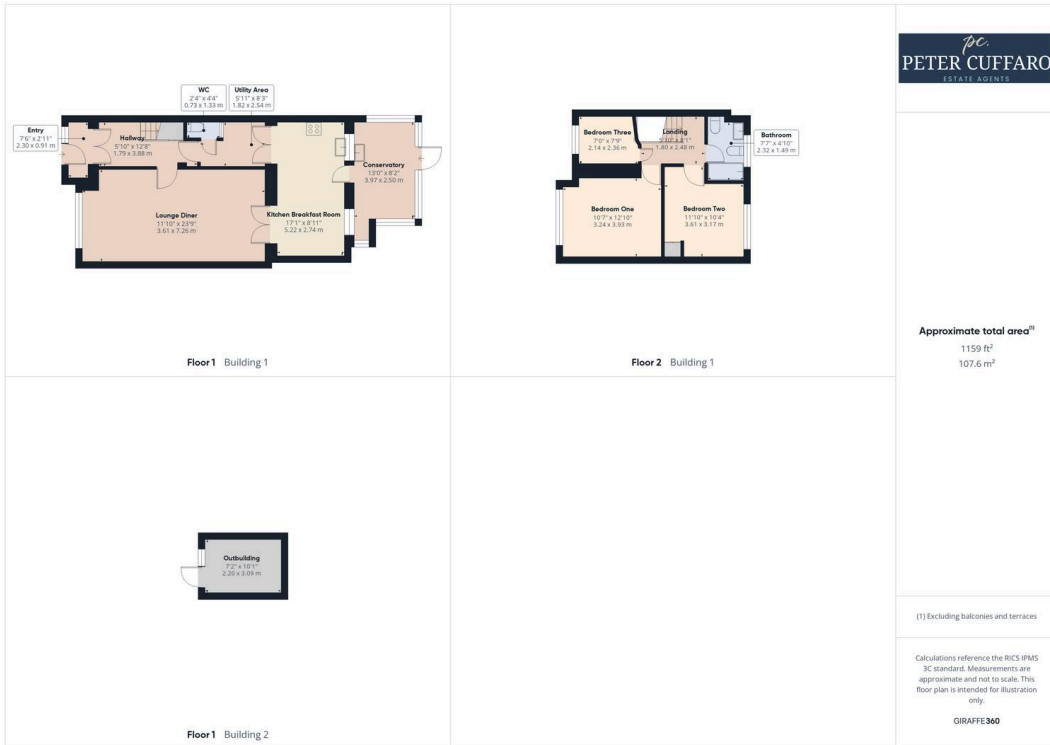 WC
2'4" x 4'4"
0.73 x 1.33 m
Utility Area
5'11" x 8'3"
1.82 x 2.54 m
Entry
7'6" x 2'11"
2.30 x 0.91 m
Hallway
5'10" x 12'8"
1.79 x 3.88 m
Conservatory
13'0" x 8'2"
3.97 x 2.50 m
Lounge Diner
11'10" x 23'9"
3.61 x 7.26 m
Kitchen Breakfast Room
17'1" x 8'11"
5.22 x 2.74 m
Floor 1 Building 1
Bedroom Three
7'0" x 7'9"
2.14 x 2.36 m
Landing
5'10" x 8'1"
1.80 x 2.48 m
Bathroom
7'7" x 4'10"
2.32 x 1.49 m
Bedroom One
10'7" x 12'10"
3.24 x 3.93 m
Bedroom Two
11'10" x 10'4"
3.61 x 3.17 m
Floor 2 Building 1
Outbuilding
7'2" x 10'1"
2.20 x 3.09 m
Floor 1 Building 2
pc.
PETER CUFFARO
ESTATE AGENTS
Approximate total area(1)
1159 ft²
107.6 m²
(1) Excluding balconies and terraces
Calculations reference the RICS IPMS
3C standard. Measurements are
approximate and not to scale. This
floor plan is intended for illustration
only.
GIRAFFE360